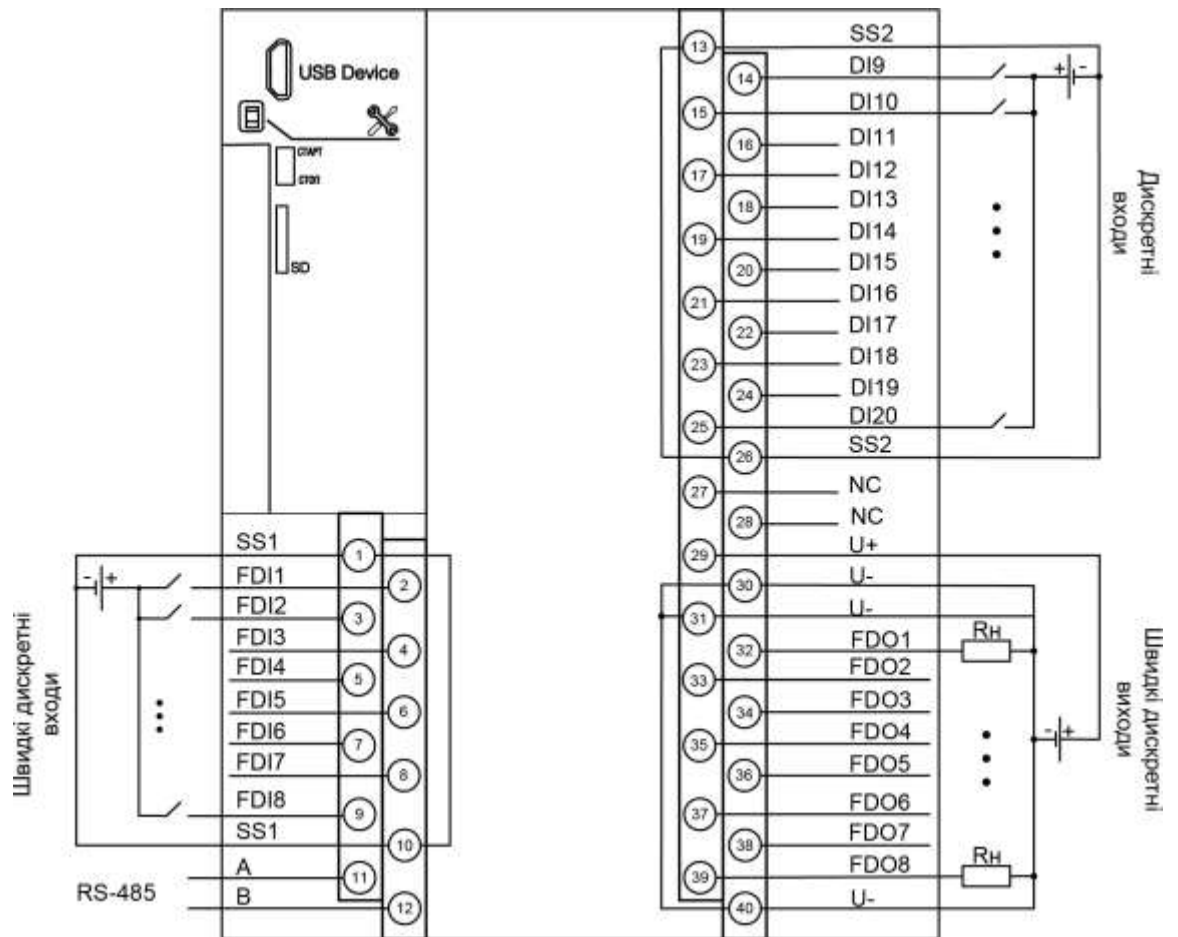 USB Device
СТАРТ
СТОП
SD
SS1
1
FDI1
2
FDI2
3
FDI3
4
FDI4
5
FDI5
6
FDI6
7
FDI7
8
FDI8
9
SS1
10
A
11
B
12
RS-485
- +
Швидкі дискретні
входи
13
SS2
14
DI9
15
DI10
16
DI11
17
DI12
18
DI13
19
DI14
20
DI15
21
DI16
22
DI17
23
DI18
24
DI19
25
DI20
26
SS2
+ -
Дискретні
входи
27
NC
28
NC
29
U+
30
U-
31
U-
32
FDO1
Rн
33
FDO2
34
FDO3
35
FDO4
36
FDO5
37
FDO6
38
FDO7
39
FDO8
Rн
40
U-
- +
Швидкі дискретні
виходи